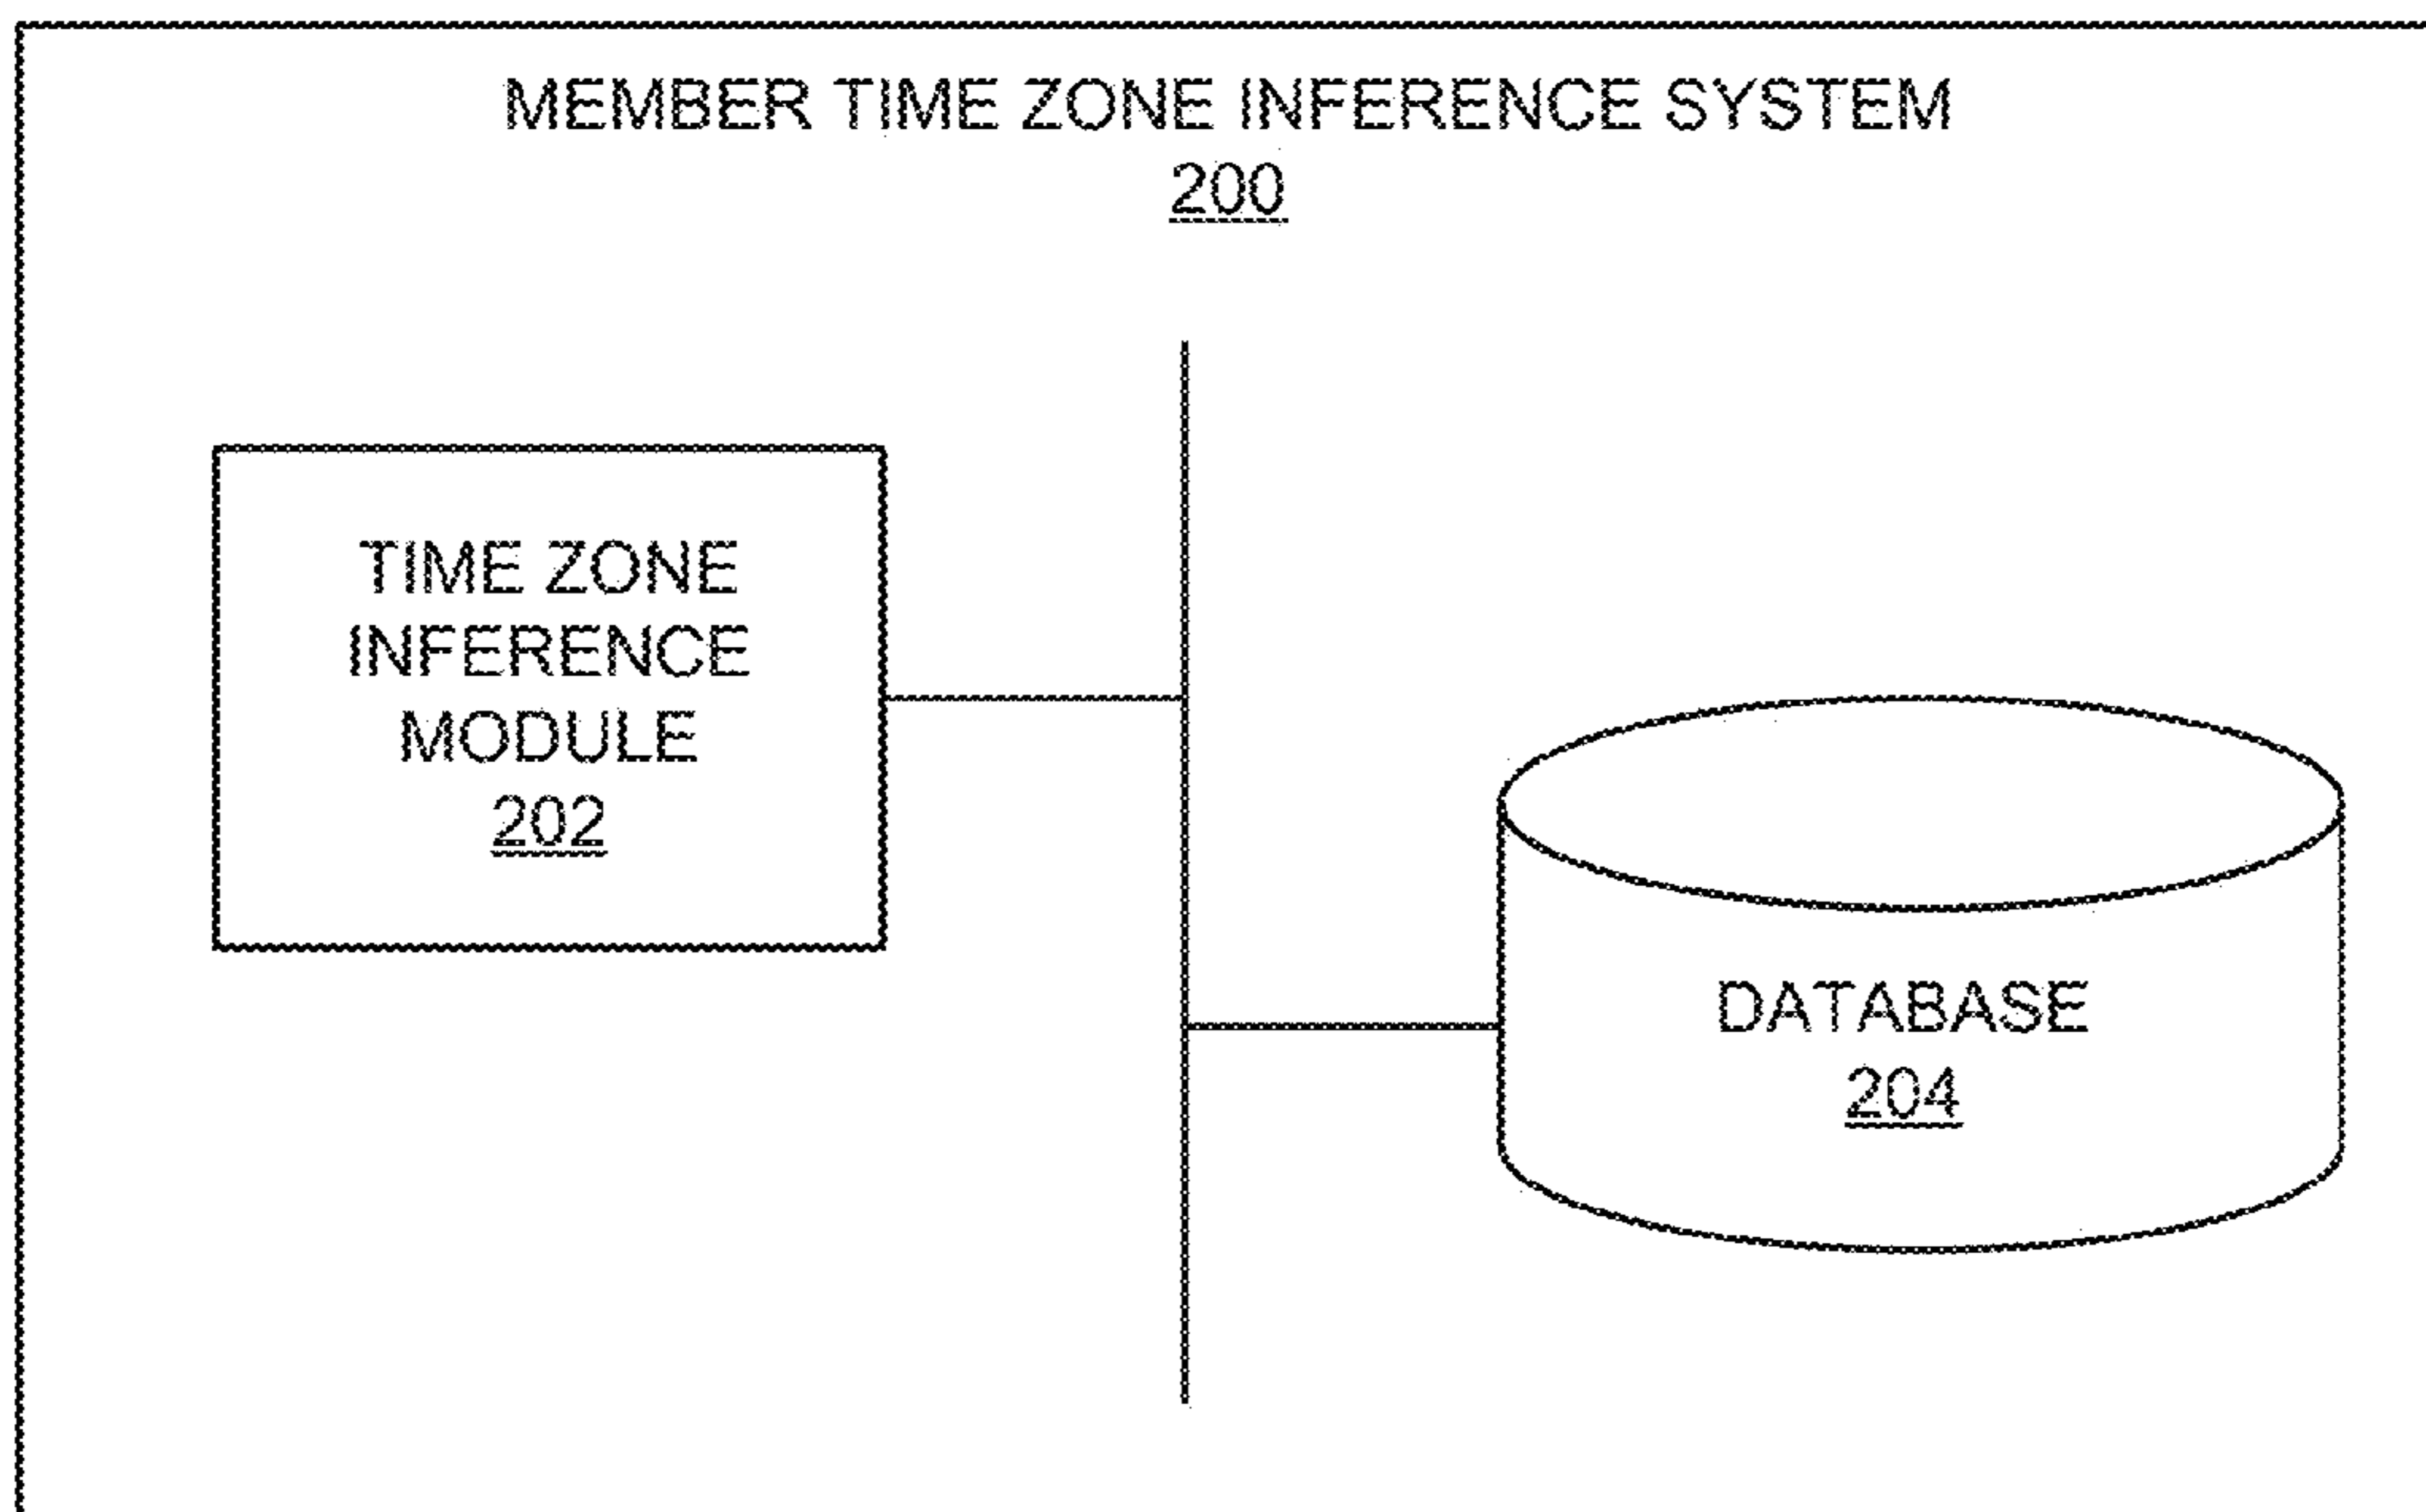 MEMBER TIME ZONE INFERENCE SYSTEM
200
TIME ZONE
INFERENCE
MODULE
202
DATABASE
204